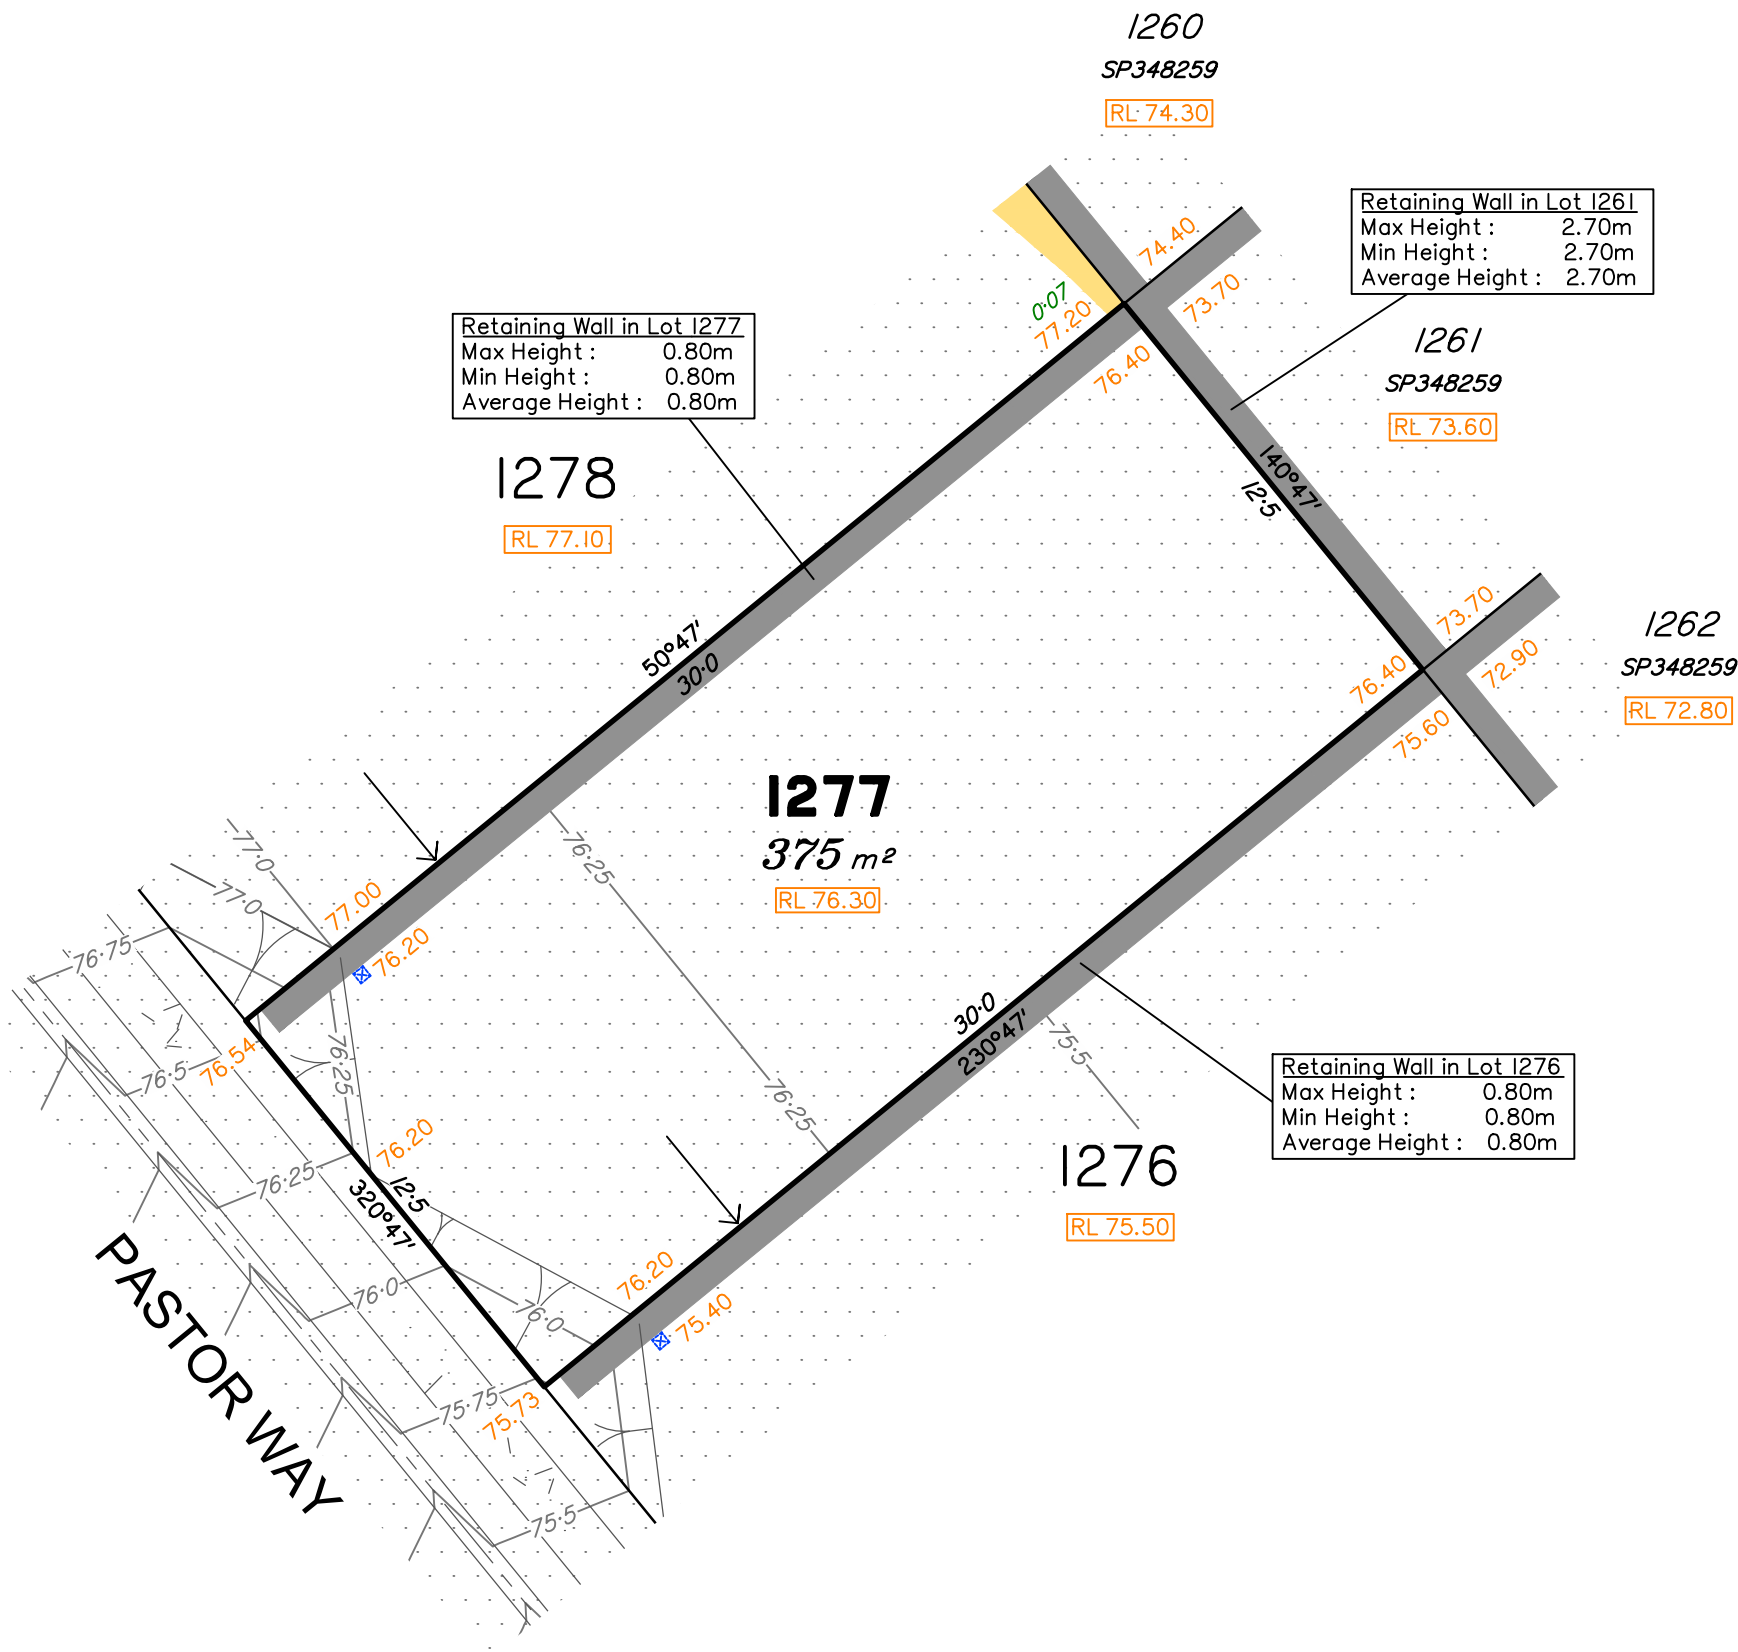 1260
SP348259
RL 74.30
Retaining Wall in Lot 1261
Max Height : 2.70m
Min Height : 2.70m
Average Height : 2.70m
74.40
73.70
0·07
77.20
76.40
Retaining Wall in Lot 1277
Max Height : 0.80m
Min Height : 0.80m
Average Height : 0.80m
1261
SP348259
RL 73.60
1278
RL 77.10
140°47'
12·5
50°47'
30·0
73.70
72.90
76.40
75.60
1262
SP348259
RL 72.80
1277
375 m²
RL 76.30
76·25
77·0
77·0
77.00
76.20
76·75
76·5
76.54
76·25
76·25
76.20
76·25
12·5
320°47'
30·0
230°47'
75·5
Retaining Wall in Lot 1276
Max Height : 0.80m
Min Height : 0.80m
Average Height : 0.80m
1276
RL 75.50
76.20
75.40
76·0
76·0
75·75
75.73
75·5
PASTOR WAY